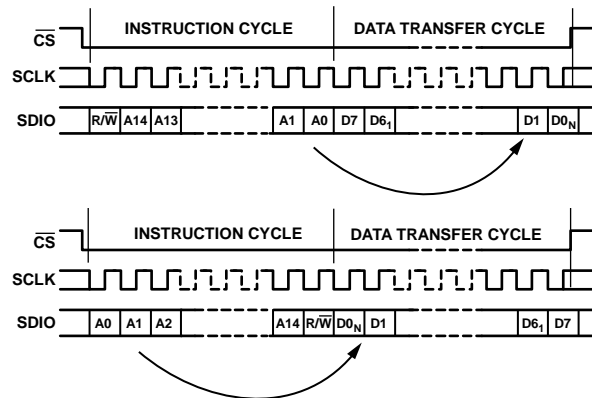 INSTRUCTION CYCLE DATA TRANSFER CYCLE
CS
SCLK
SDIO R/W A14 A13 A1 A0 D7 D6₁ D1 D0N
INSTRUCTION CYCLE DATA TRANSFER CYCLE
CS
SCLK
SDIO A0 A1 A2 A14 R/W D0N D1 D6₁ D7